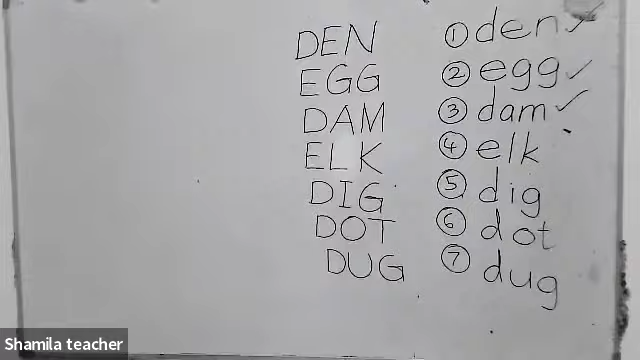 DEN ① den ✓
EGG ② egg ✓
DAM ③ dam ✓
ELK ④ elk
DIG ⑤ dig
DOT ⑥ dot
DUG ⑦ dug
Shamila teacher